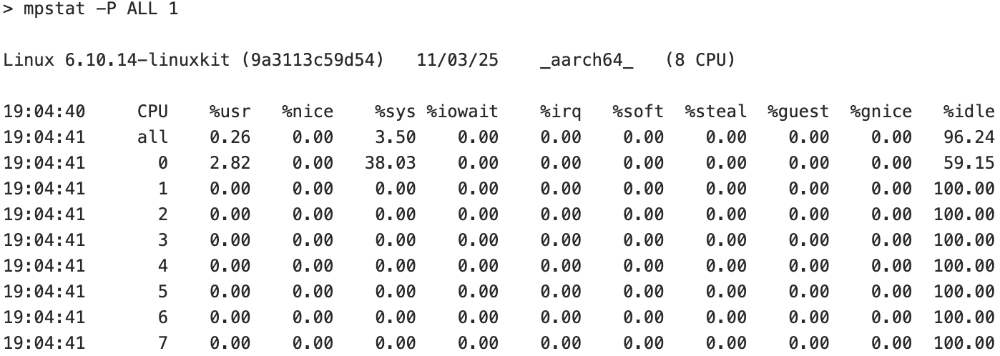 > mpstat -P ALL 1
Linux 6.10.14-linuxkit (9a3113c59d54) 11/03/25 _aarch64_ (8 CPU)
19:04:40 CPU %usr %nice %sys %iowait %irq %soft %steal %guest %gnice %idle
19:04:41 all 0.26 0.00 3.50 0.00 0.00 0.00 0.00 0.00 0.00 96.24
19:04:41 0 2.82 0.00 38.03 0.00 0.00 0.00 0.00 0.00 0.00 59.15
19:04:41 1 0.00 0.00 0.00 0.00 0.00 0.00 0.00 0.00 0.00 100.00
19:04:41 2 0.00 0.00 0.00 0.00 0.00 0.00 0.00 0.00 0.00 100.00
19:04:41 3 0.00 0.00 0.00 0.00 0.00 0.00 0.00 0.00 0.00 100.00
19:04:41 4 0.00 0.00 0.00 0.00 0.00 0.00 0.00 0.00 0.00 100.00
19:04:41 5 0.00 0.00 0.00 0.00 0.00 0.00 0.00 0.00 0.00 100.00
19:04:41 6 0.00 0.00 0.00 0.00 0.00 0.00 0.00 0.00 0.00 100.00
19:04:41 7 0.00 0.00 0.00 0.00 0.00 0.00 0.00 0.00 0.00 100.00